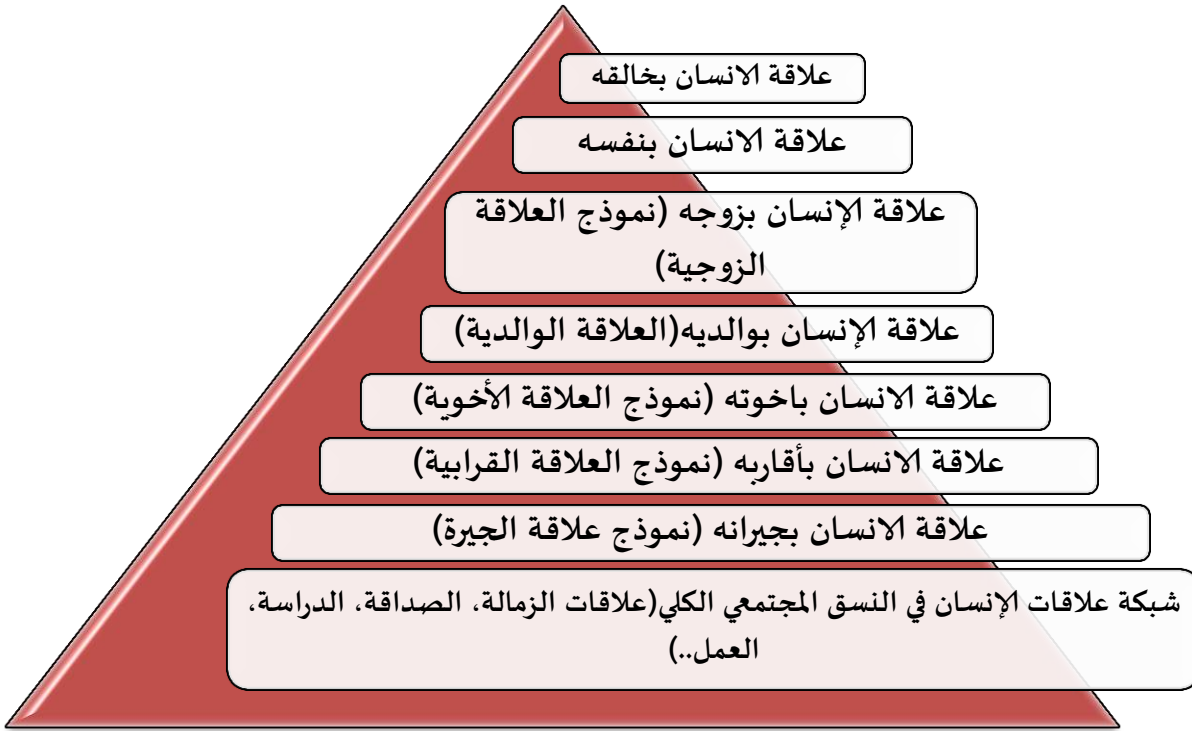 علاقة الانسان بخالقه
علاقة الانسان بنفسه
علاقة الإنسان بزوجه (نموذج العلاقة
الزوجية)
علاقة الإنسان بوالديه(العلاقة الوالدية)
علاقة الانسان باخوته (نموذج العلاقة الأخوية)
علاقة الانسان بأقاربه (نموذج العلاقة القرابية)
علاقة الانسان بجيرانه (نموذج علاقة الجيرة)
شبكة علاقات الإنسان في النسق المجتمعي الكلي(علاقات الزمالة، الصداقة، الدراسة،
العمل..)